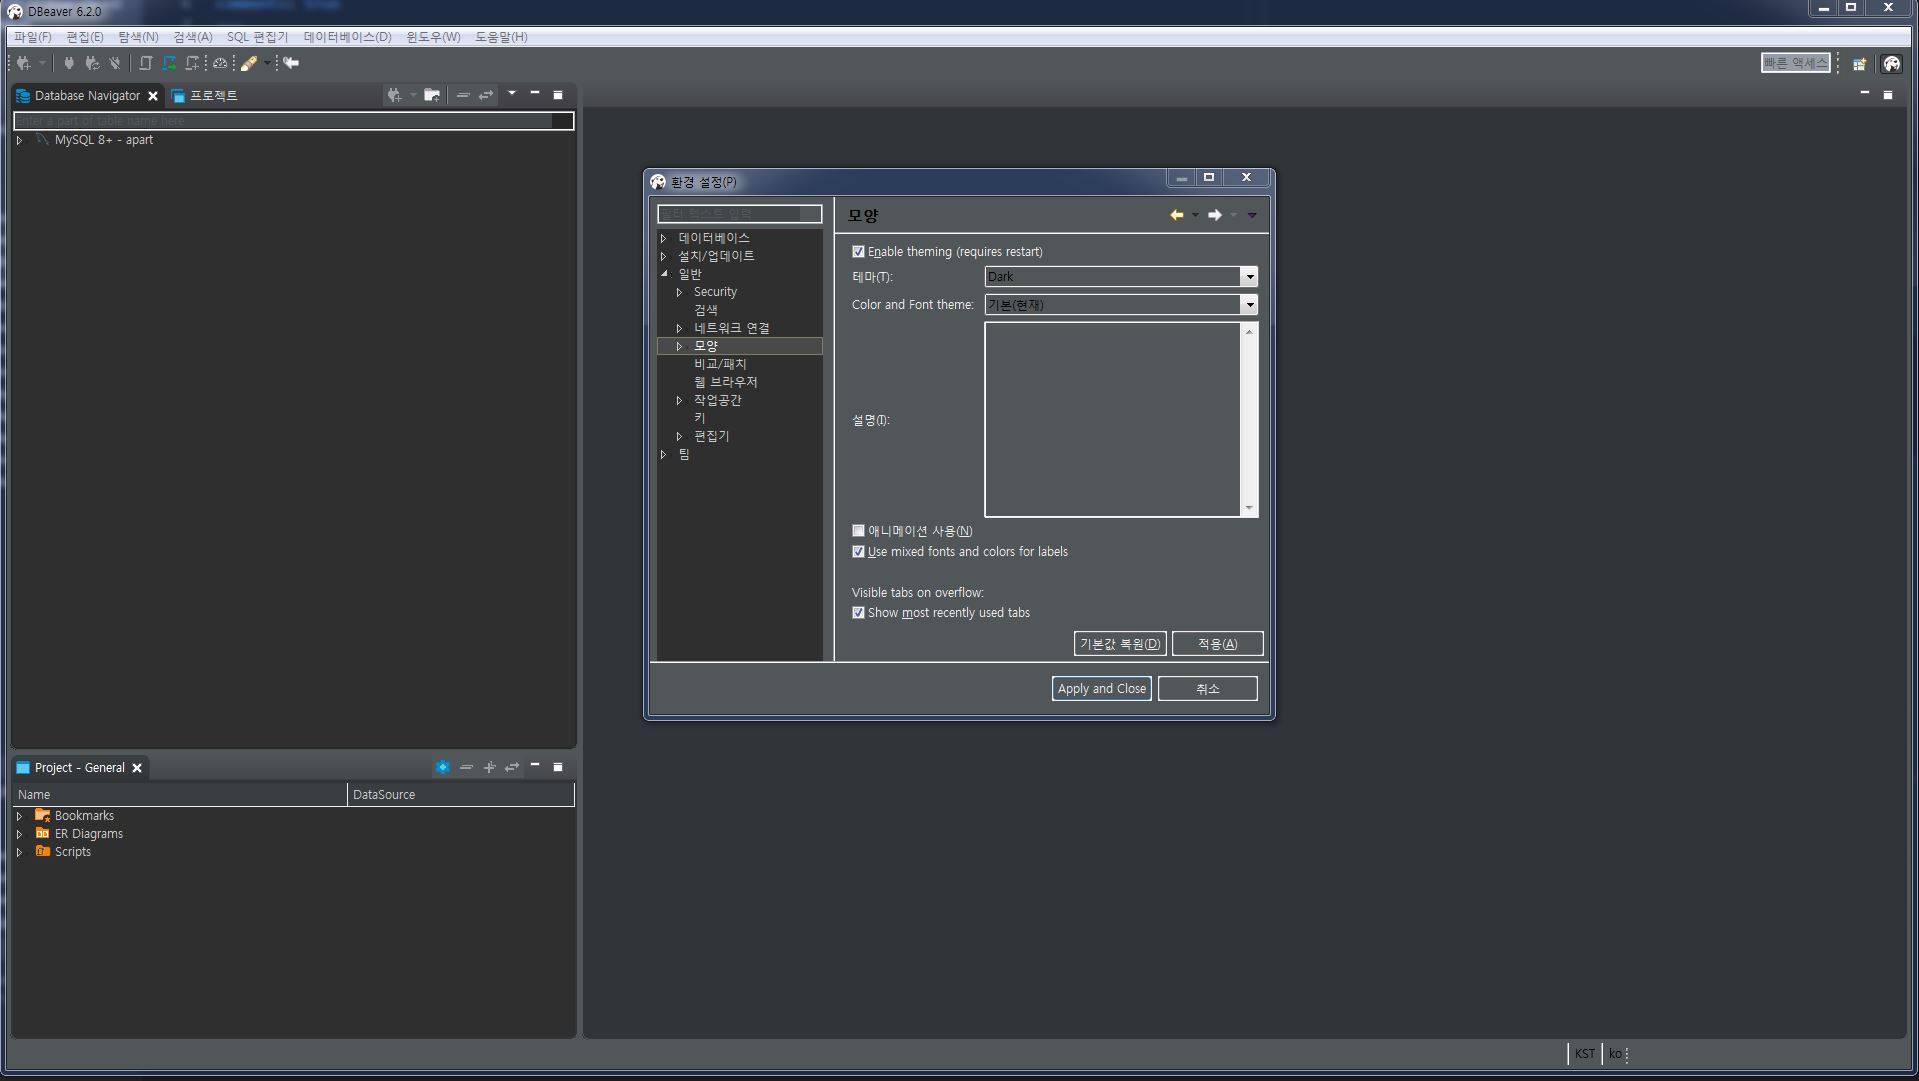 comments: true
DBeaver 6.2.0
파일(F) 편집(E) 탐색(N) 검색(A) SQL 편집기 데이터베이스(D) 윈도우(W) 도움말(H)
빠른 액세스
Database Navigator 프로젝트
Enter a part of table name here
MySQL 8+ - apart
환경 설정(P)
필터 텍스트 입력
데이터베이스
설치/업데이트
일반
Security
검색
네트워크 연결
모양
비교/패치
웹 브라우저
작업공간
키
편집기
팀
모양
Enable theming (requires restart)
테마(T): Dark
Color and Font theme: 기본(현재)
설명(I):
애니메이션 사용(N)
Use mixed fonts and colors for labels
Visible tabs on overflow:
Show most recently used tabs
기본값 복원(D) 적용(A)
Apply and Close 취소
Project - General
Name DataSource
Bookmarks
ER Diagrams
Scripts
KST ko